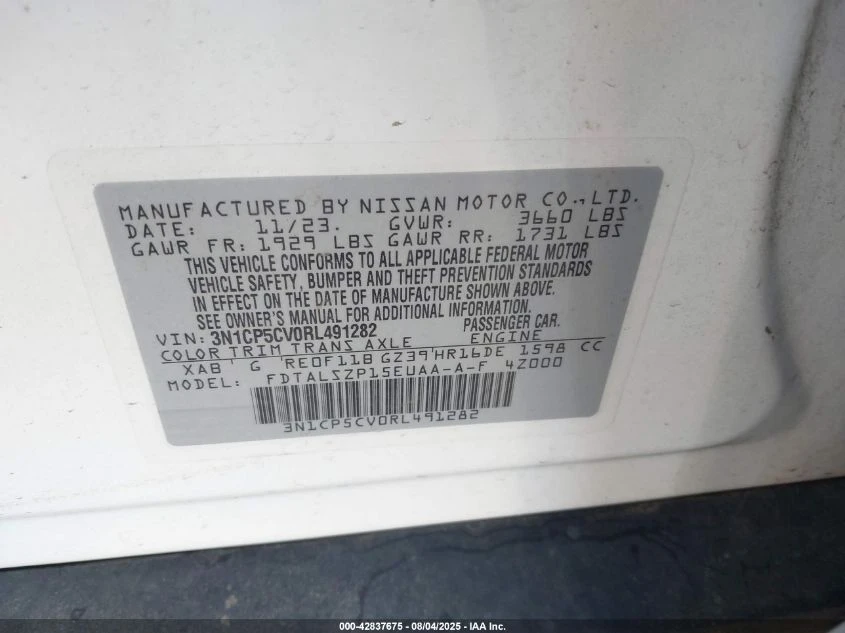 MANUFACTURED BY NISSAN MOTOR CO., LTD.
DATE: 11/23. GVWR: 3660 LBS
GAWR FR: 1929 LBS GAWR RR: 1731 LBS
THIS VEHICLE CONFORMS TO ALL APPLICABLE FEDERAL MOTOR
VEHICLE SAFETY, BUMPER AND THEFT PREVENTION STANDARDS
IN EFFECT ON THE DATE OF MANUFACTURE SHOWN ABOVE.
SEE OWNER'S MANUAL FOR ADDITIONAL INFORMATION.
VIN: 3N1CP5CV0RL491282 PASSENGER CAR.
COLOR TRIM TRANS AXLE ENGINE
XAB ' G 'RE0F11B GZ39'HR16DE 1598 CC
MODEL: FDTALSZP15EUAA-A-F 4Z000
3N1CP5CV0RL491282
000-42837675 - 08/04/2025 - IAA Inc.